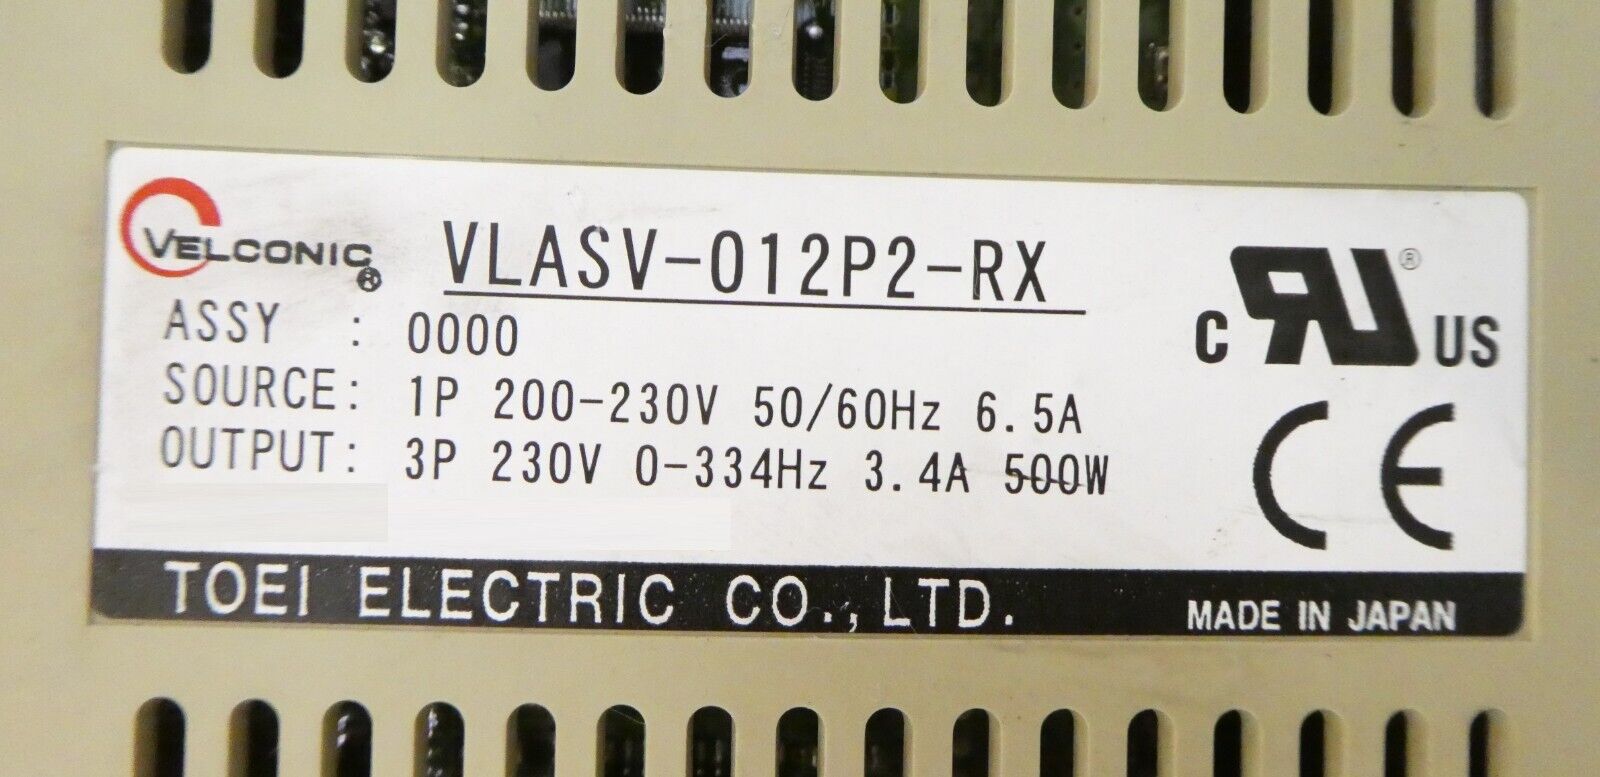 VELCONIC® VLASV-012P2-RX
ASSY : 0000
SOURCE: 1P 200-230V 50/60Hz 6.5A
OUTPUT: 3P 230V 0-334Hz 3.4A 500W
C RU ® US
CE
TOEI ELECTRIC CO.,LTD. MADE IN JAPAN